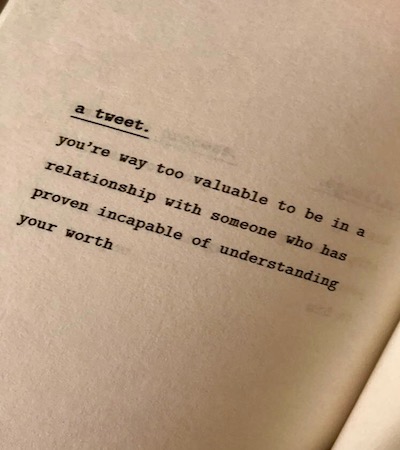 a tweet.
you're way too valuable to be in a
relationship with someone who has
proven incapable of understanding
your worth